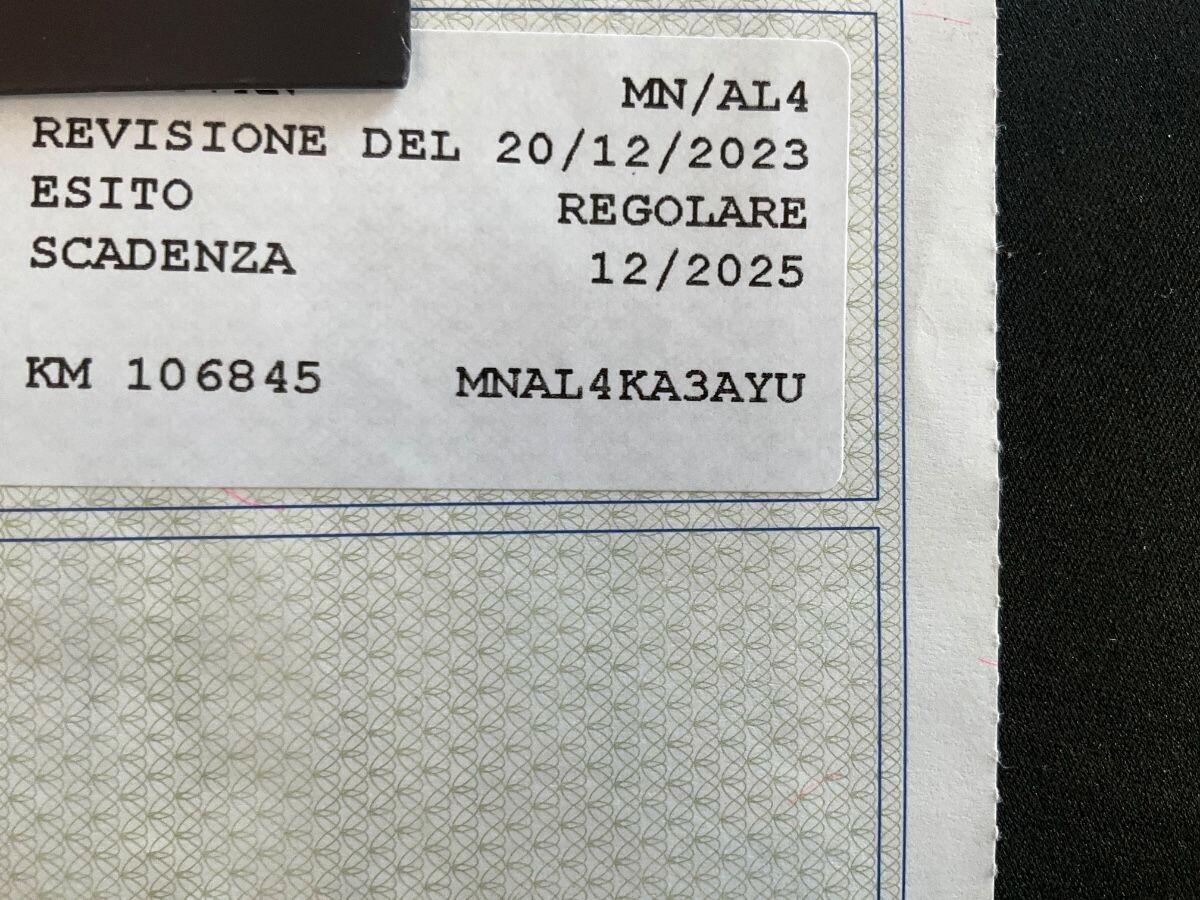 MN/AL4
REVISIONE DEL 20/12/2023
ESITO REGOLARE
SCADENZA 12/2025
KM 106845 MNAL4KA3AYU